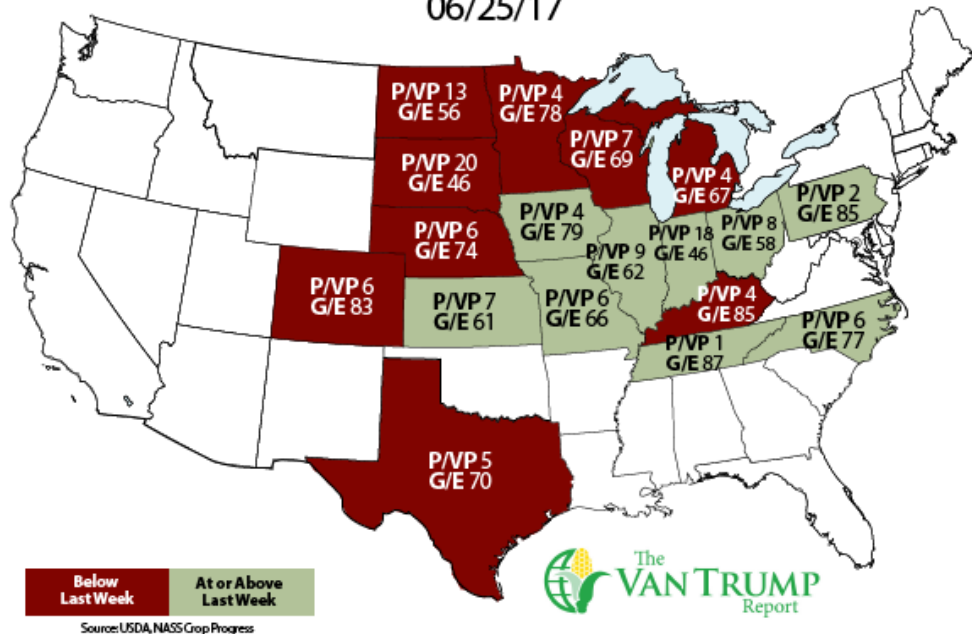 06/25/17
P/VP 13
G/E 56
P/VP 4
G/E 78
P/VP 7
G/E 69
P/VP 4
G/E 67
P/VP 20
G/E 46
P/VP 2
G/E 85
P/VP 4
G/E 79
P/VP 18
G/E 46
P/VP 8
G/E 58
P/VP 6
G/E 74
P/VP 9
G/E 62
P/VP 6
G/E 83
P/VP 7
G/E 61
P/VP 6
G/E 66
P/VP 4
G/E 85
P/VP 1
G/E 87
P/VP 6
G/E 77
P/VP 5
G/E 70
Below
Last Week
At or Above
Last Week
Source: USDA, NASS Crop Progress
The
VAN TRUMP
Report